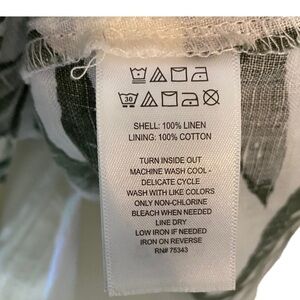 30
SHELL: 100% LINEN
LINING: 100% COTTON
TURN INSIDE OUT
MACHINE WASH COOL -
DELICATE CYCLE
WASH WITH LIKE COLORS
ONLY NON-CHLORINE
BLEACH WHEN NEEDED
LINE DRY
LOW IRON IF NEEDED
IRON ON REVERSE
RN# 75343